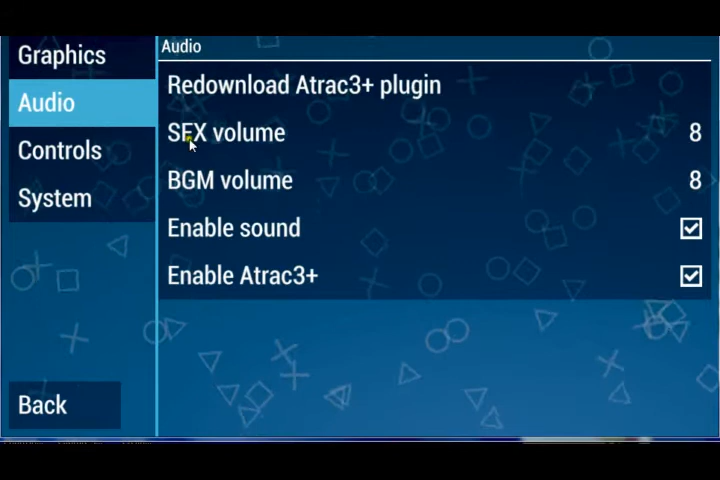 Graphics
Audio
Controls
System
Back
Audio
Redownload Atrac3+ plugin
SFX volume 8
BGM volume 8
Enable sound
Enable Atrac3+